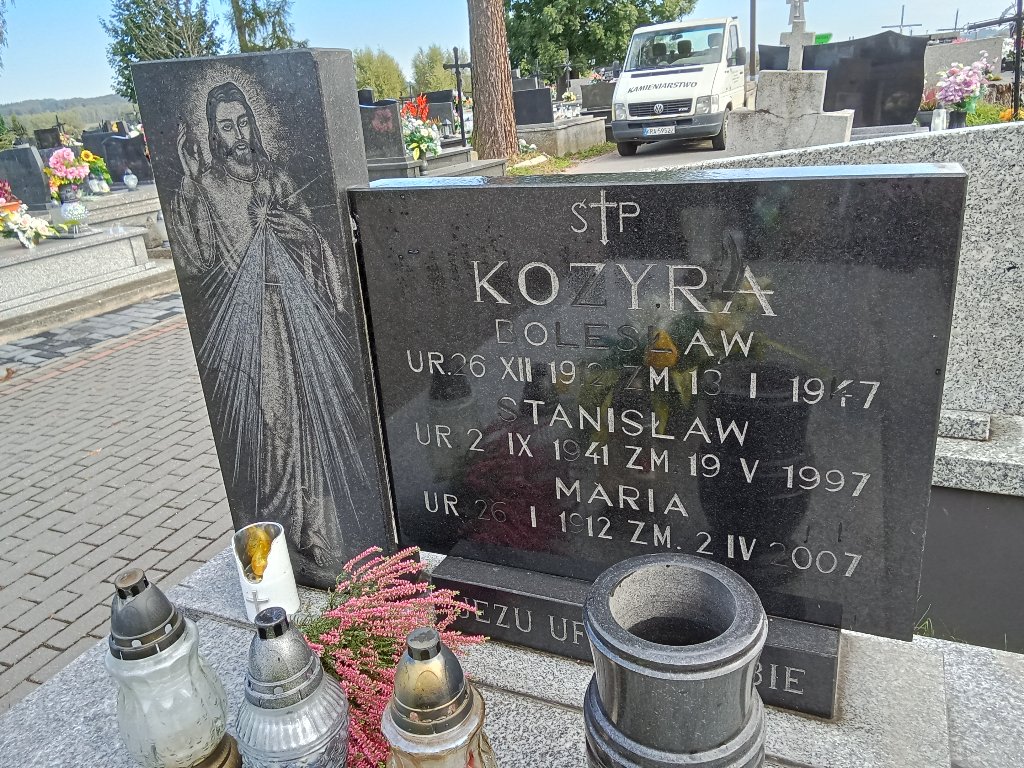 KAMIENIARSTWO
S P
KOZYRA
BOLESŁAW
UR. 26 XII 1912 ZM. 13 I 1947
STANISŁAW
UR. 2 IX 1941 ZM. 19 V 1997
MARIA
UR. 26 I 1912 ZM. 2 IV 2007
JEZU